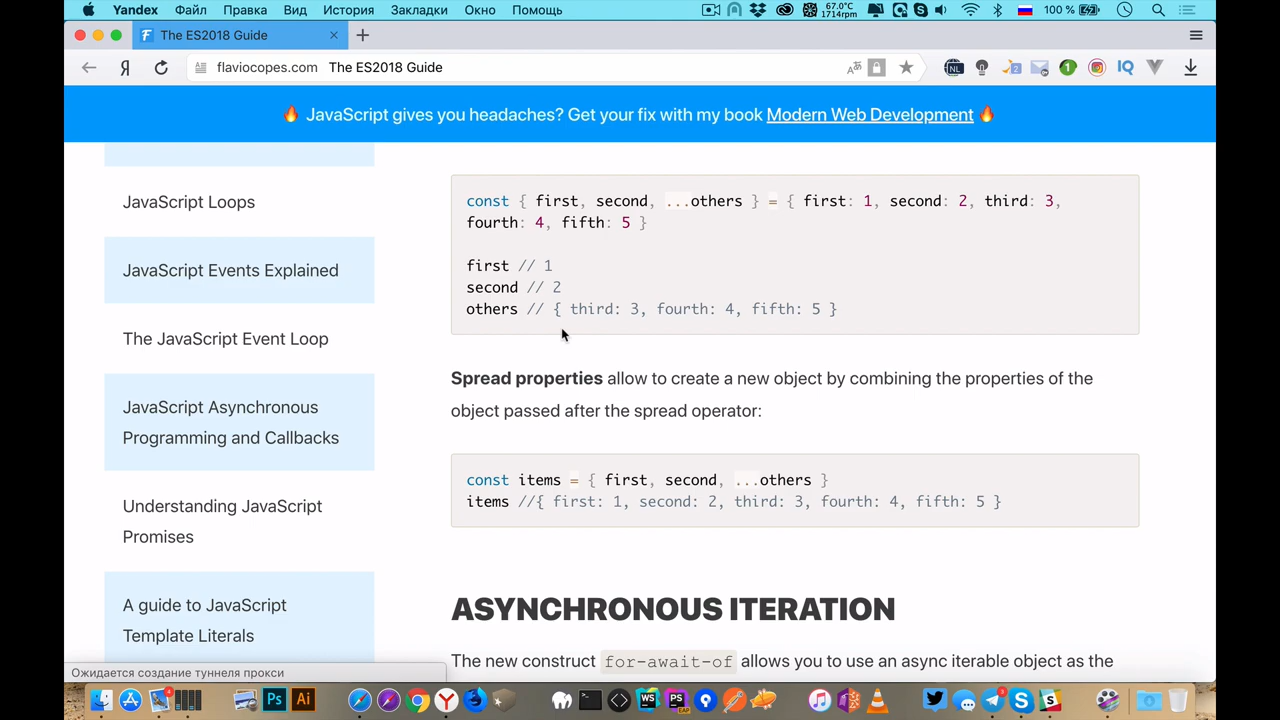 Yandex Файл Правка Вид История Закладки Окно Помощь 67.0°C 1714rpm 100 %
The ES2018 Guide
flaviocopes.com The ES2018 Guide
JavaScript gives you headaches? Get your fix with my book Modern Web Development
JavaScript Loops
JavaScript Events Explained
The JavaScript Event Loop
JavaScript Asynchronous
Programming and Callbacks
Understanding JavaScript
Promises
A guide to JavaScript
Template Literals
const { first, second, ...others } = { first: 1, second: 2, third: 3,
fourth: 4, fifth: 5 }
first // 1
second // 2
others // { third: 3, fourth: 4, fifth: 5 }
Spread properties allow to create a new object by combining the properties of the
object passed after the spread operator:
const items = { first, second, ...others }
items //{ first: 1, second: 2, third: 3, fourth: 4, fifth: 5 }
ASYNCHRONOUS ITERATION
The new construct for-await-of allows you to use an async iterable object as the
Ожидается создание туннеля прокси